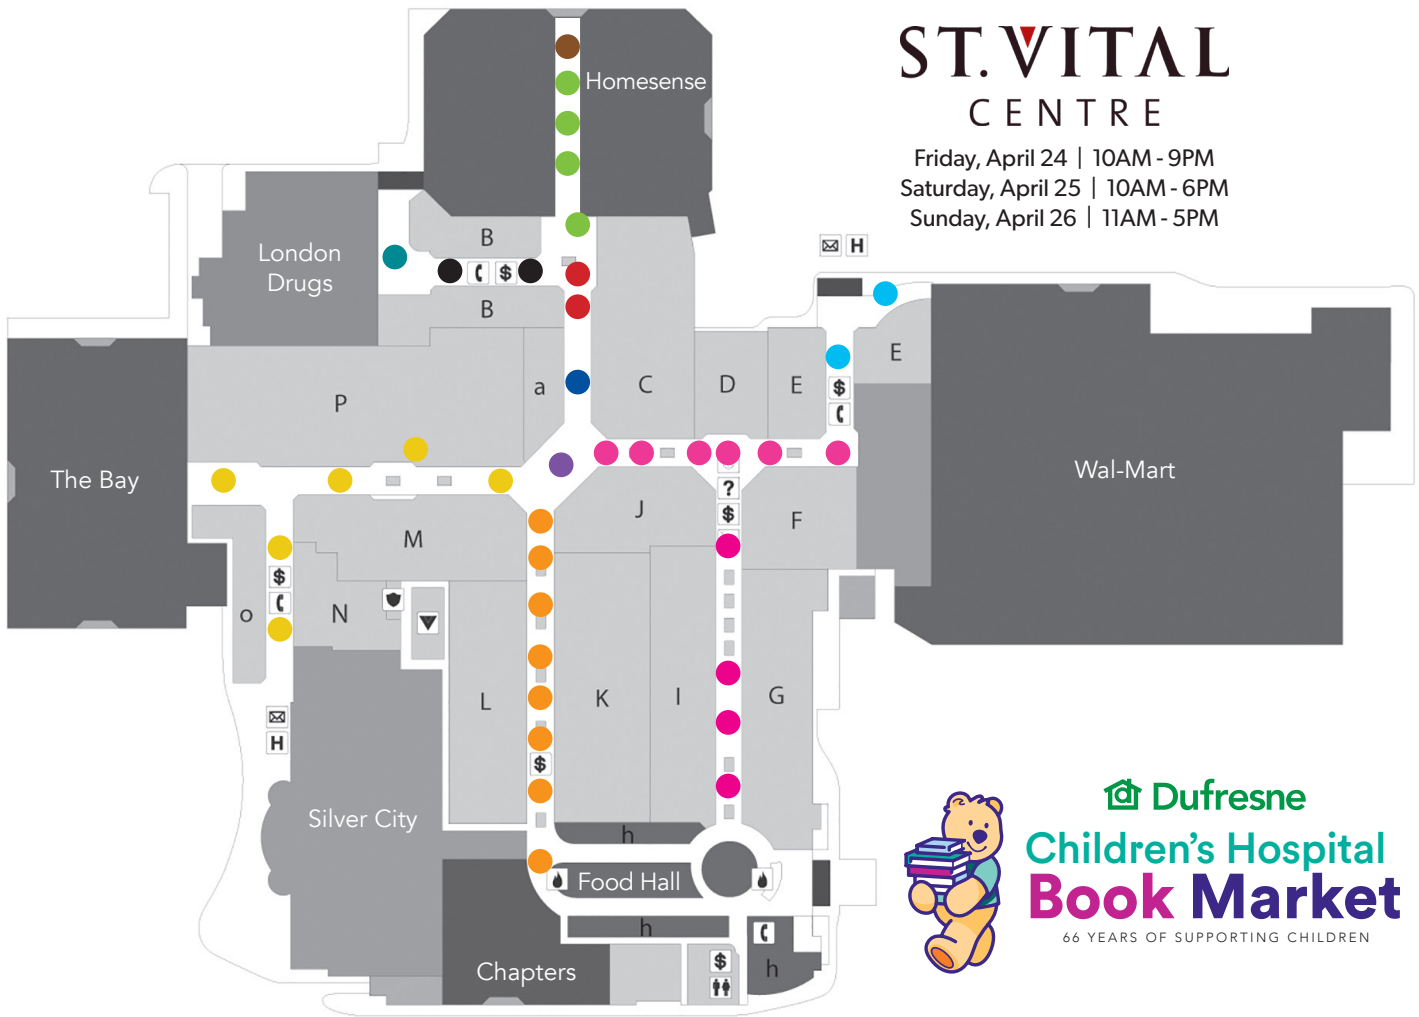 ST. VITAL
CENTRE
Friday, April 24 | 10AM - 9PM
Saturday, April 25 | 10AM - 6PM
Sunday, April 26 | 11AM - 5PM
Homesense
London
Drugs
B
$
B
H
E
E
D
C
a
P
$
The Bay
Wal-Mart
?
$
J
F
M
$
o
N
L
K
I
G
H
$
Silver City
h
Food Hall
h
Chapters
$
h
Dufresne
Children's Hospital
Book Market
66 YEARS OF SUPPORTING CHILDREN